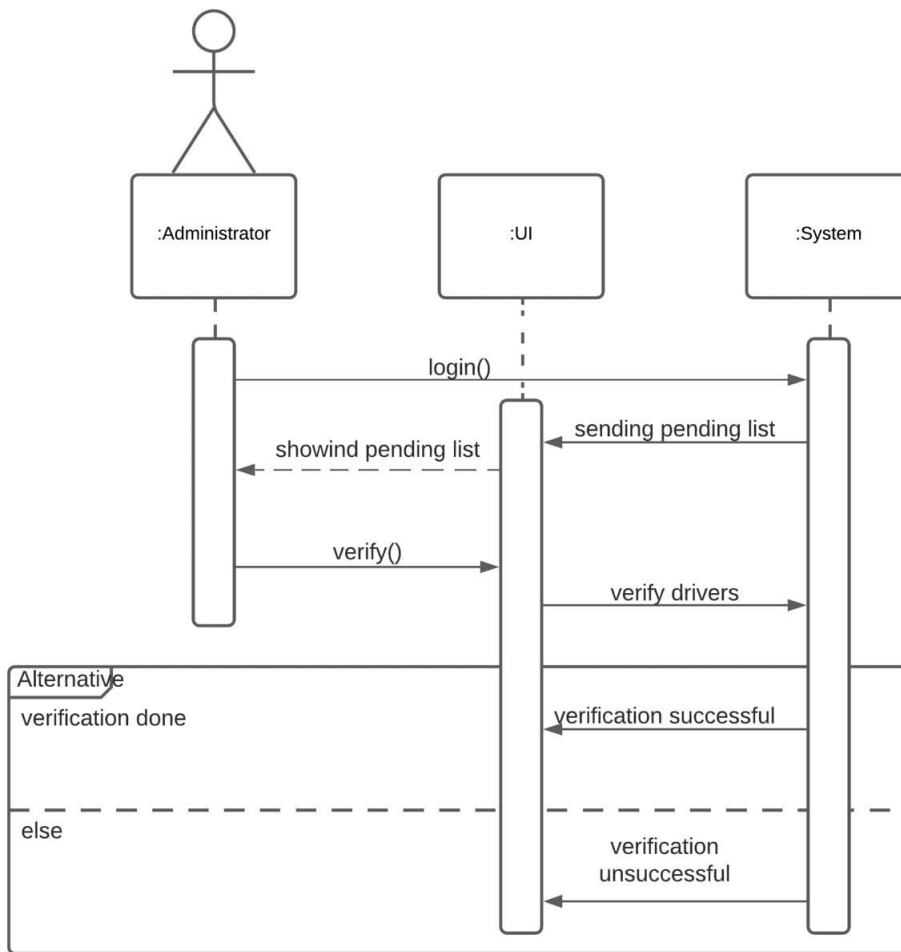 :Administrator
:UI
:System
login()
sending pending list
showind pending list
verify()
verify drivers
Alternative
verification done
verification successful
else
verification
unsuccessful